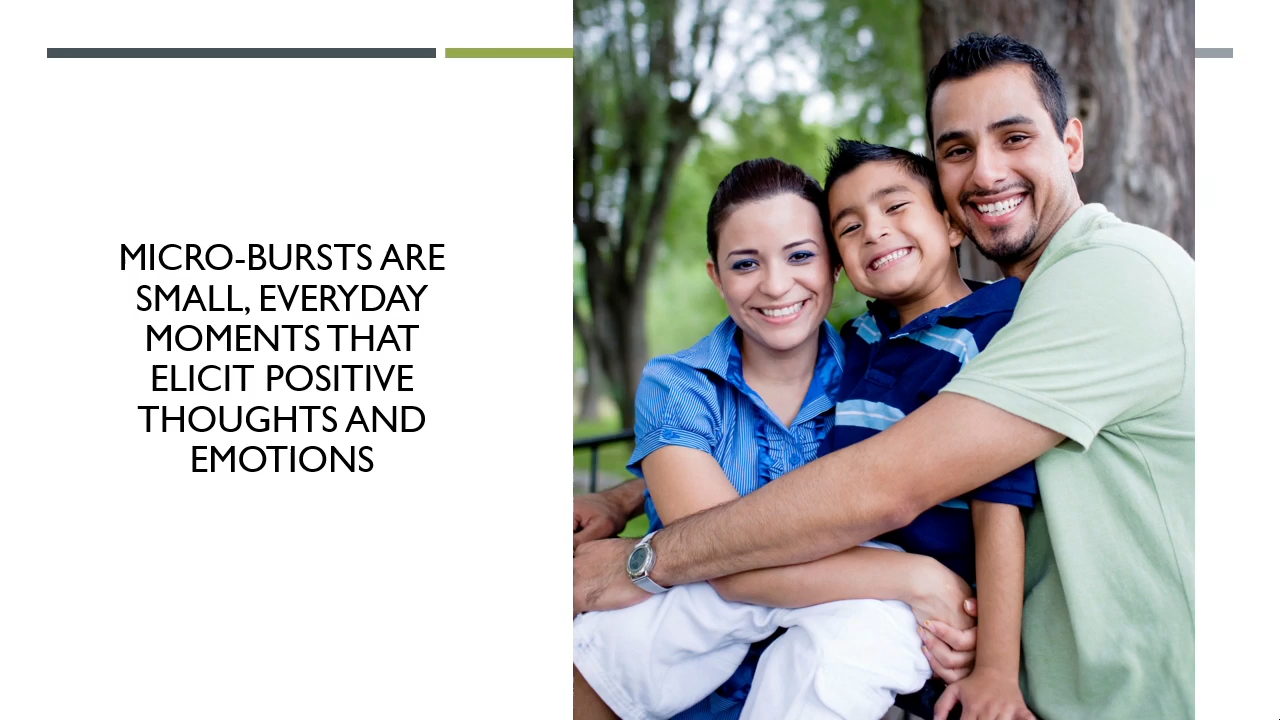 MICRO-BURSTS ARE
SMALL, EVERYDAY
MOMENTS THAT
ELICIT POSITIVE
THOUGHTS AND
EMOTIONS